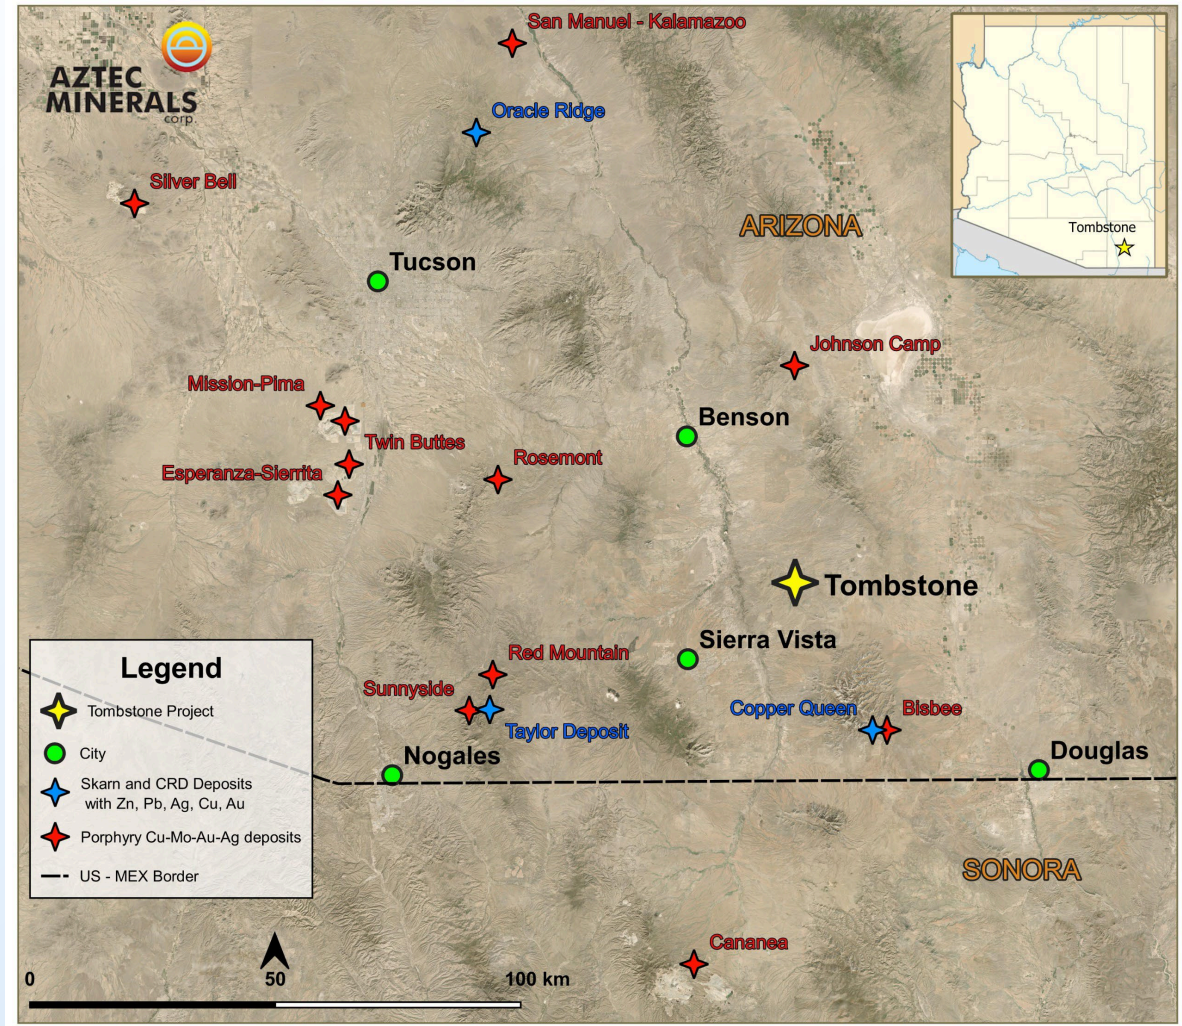 San Manuel - Kalamazoo
AZTEC
MINERALS
corp.
Oracle Ridge
Silver Bell
ARIZONA
Tombstone
Tucson
Johnson Camp
Mission-Pima
Benson
Twin Buttes
Rosemont
Esperanza-Sierrita
Tombstone
Sierra Vista
Red Mountain
Sunnyside
Copper Queen
Bisbee
Taylor Deposit
Nogales
Douglas
Legend
Tombstone Project
City
Skarn and CRD Deposits
with Zn, Pb, Ag, Cu, Au
Porphyry Cu-Mo-Au-Ag deposits
US - MEX Border
SONORA
Cananea
0
50
100 km